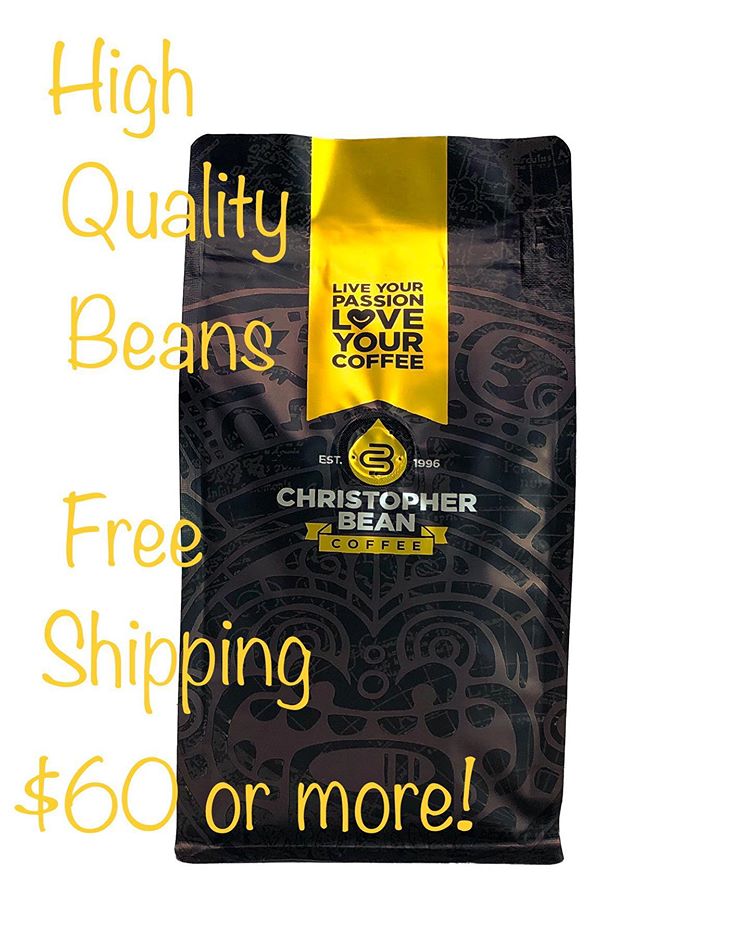 High
Quality
Beans
Free
Shipping
$60 or more!
LIVE YOUR
PASSION
LOVE
YOUR
COFFEE
EST. 1996
CHRISTOPHER
BEAN
COFFEE